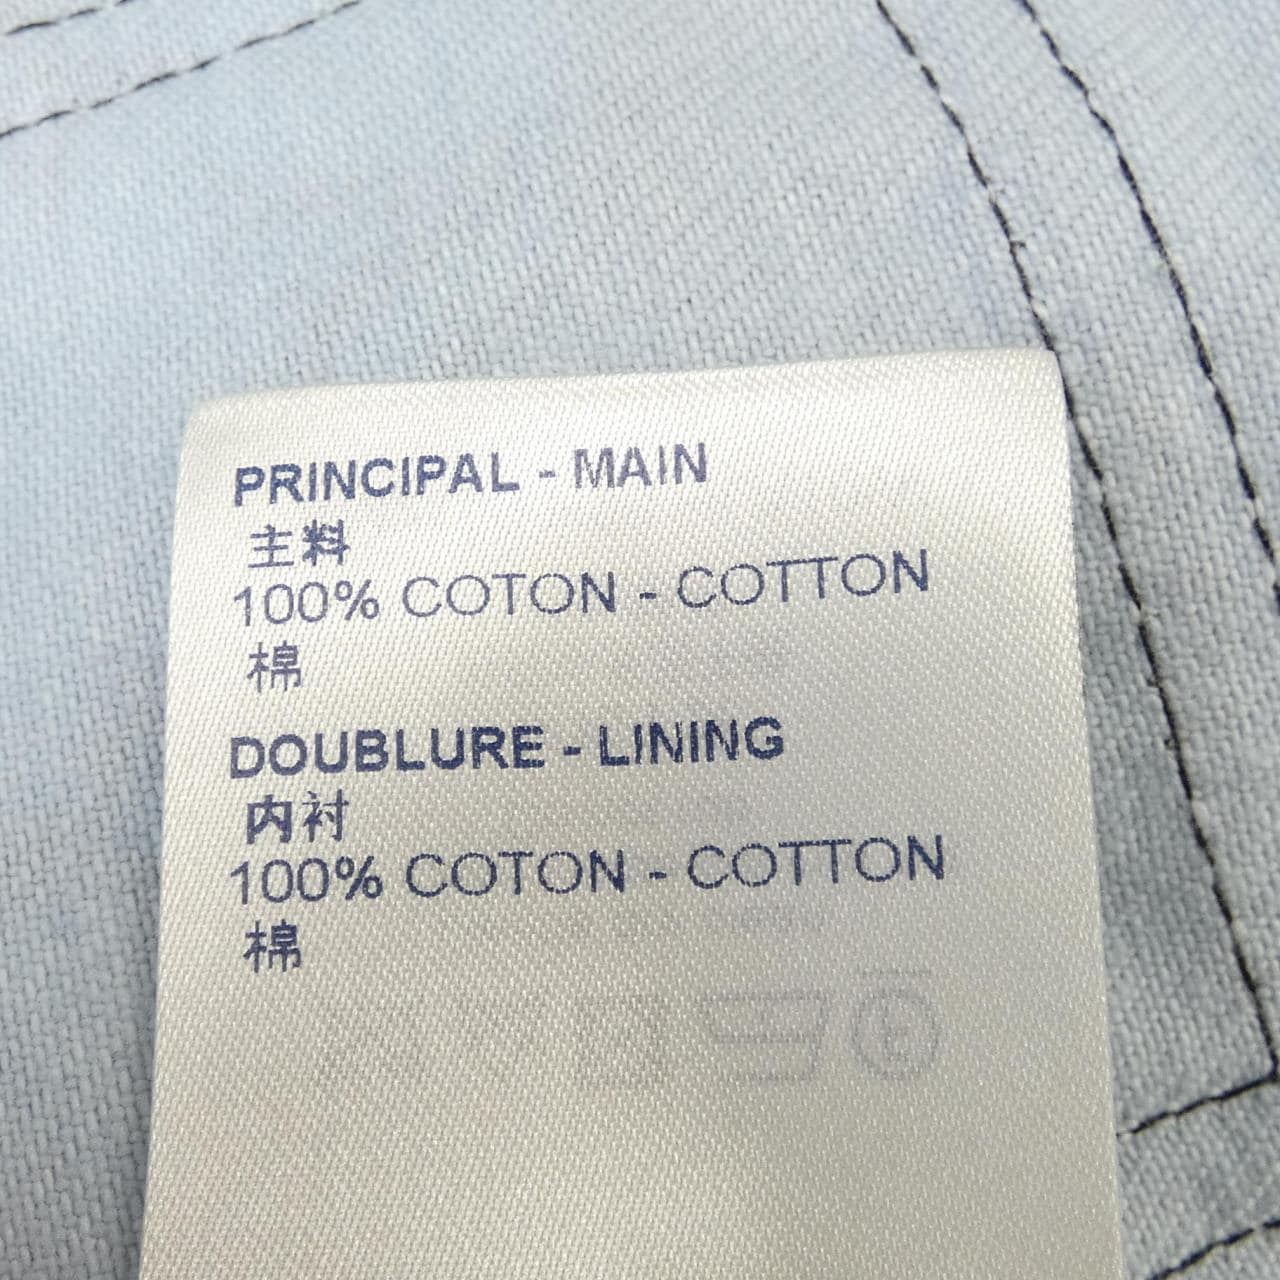 PRINCIPAL - MAIN
主料
100% COTON - COTTON
棉
DOUBLURE - LINING
内衬
100% COTON - COTTON
棉